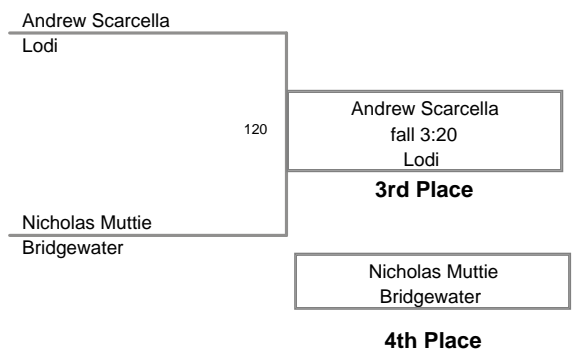 Andrew Scarcella
Lodi
120
Andrew Scarcella
fall 3:20
Lodi
3rd Place
Nicholas Muttie
Bridgewater
Nicholas Muttie
Bridgewater
4th Place